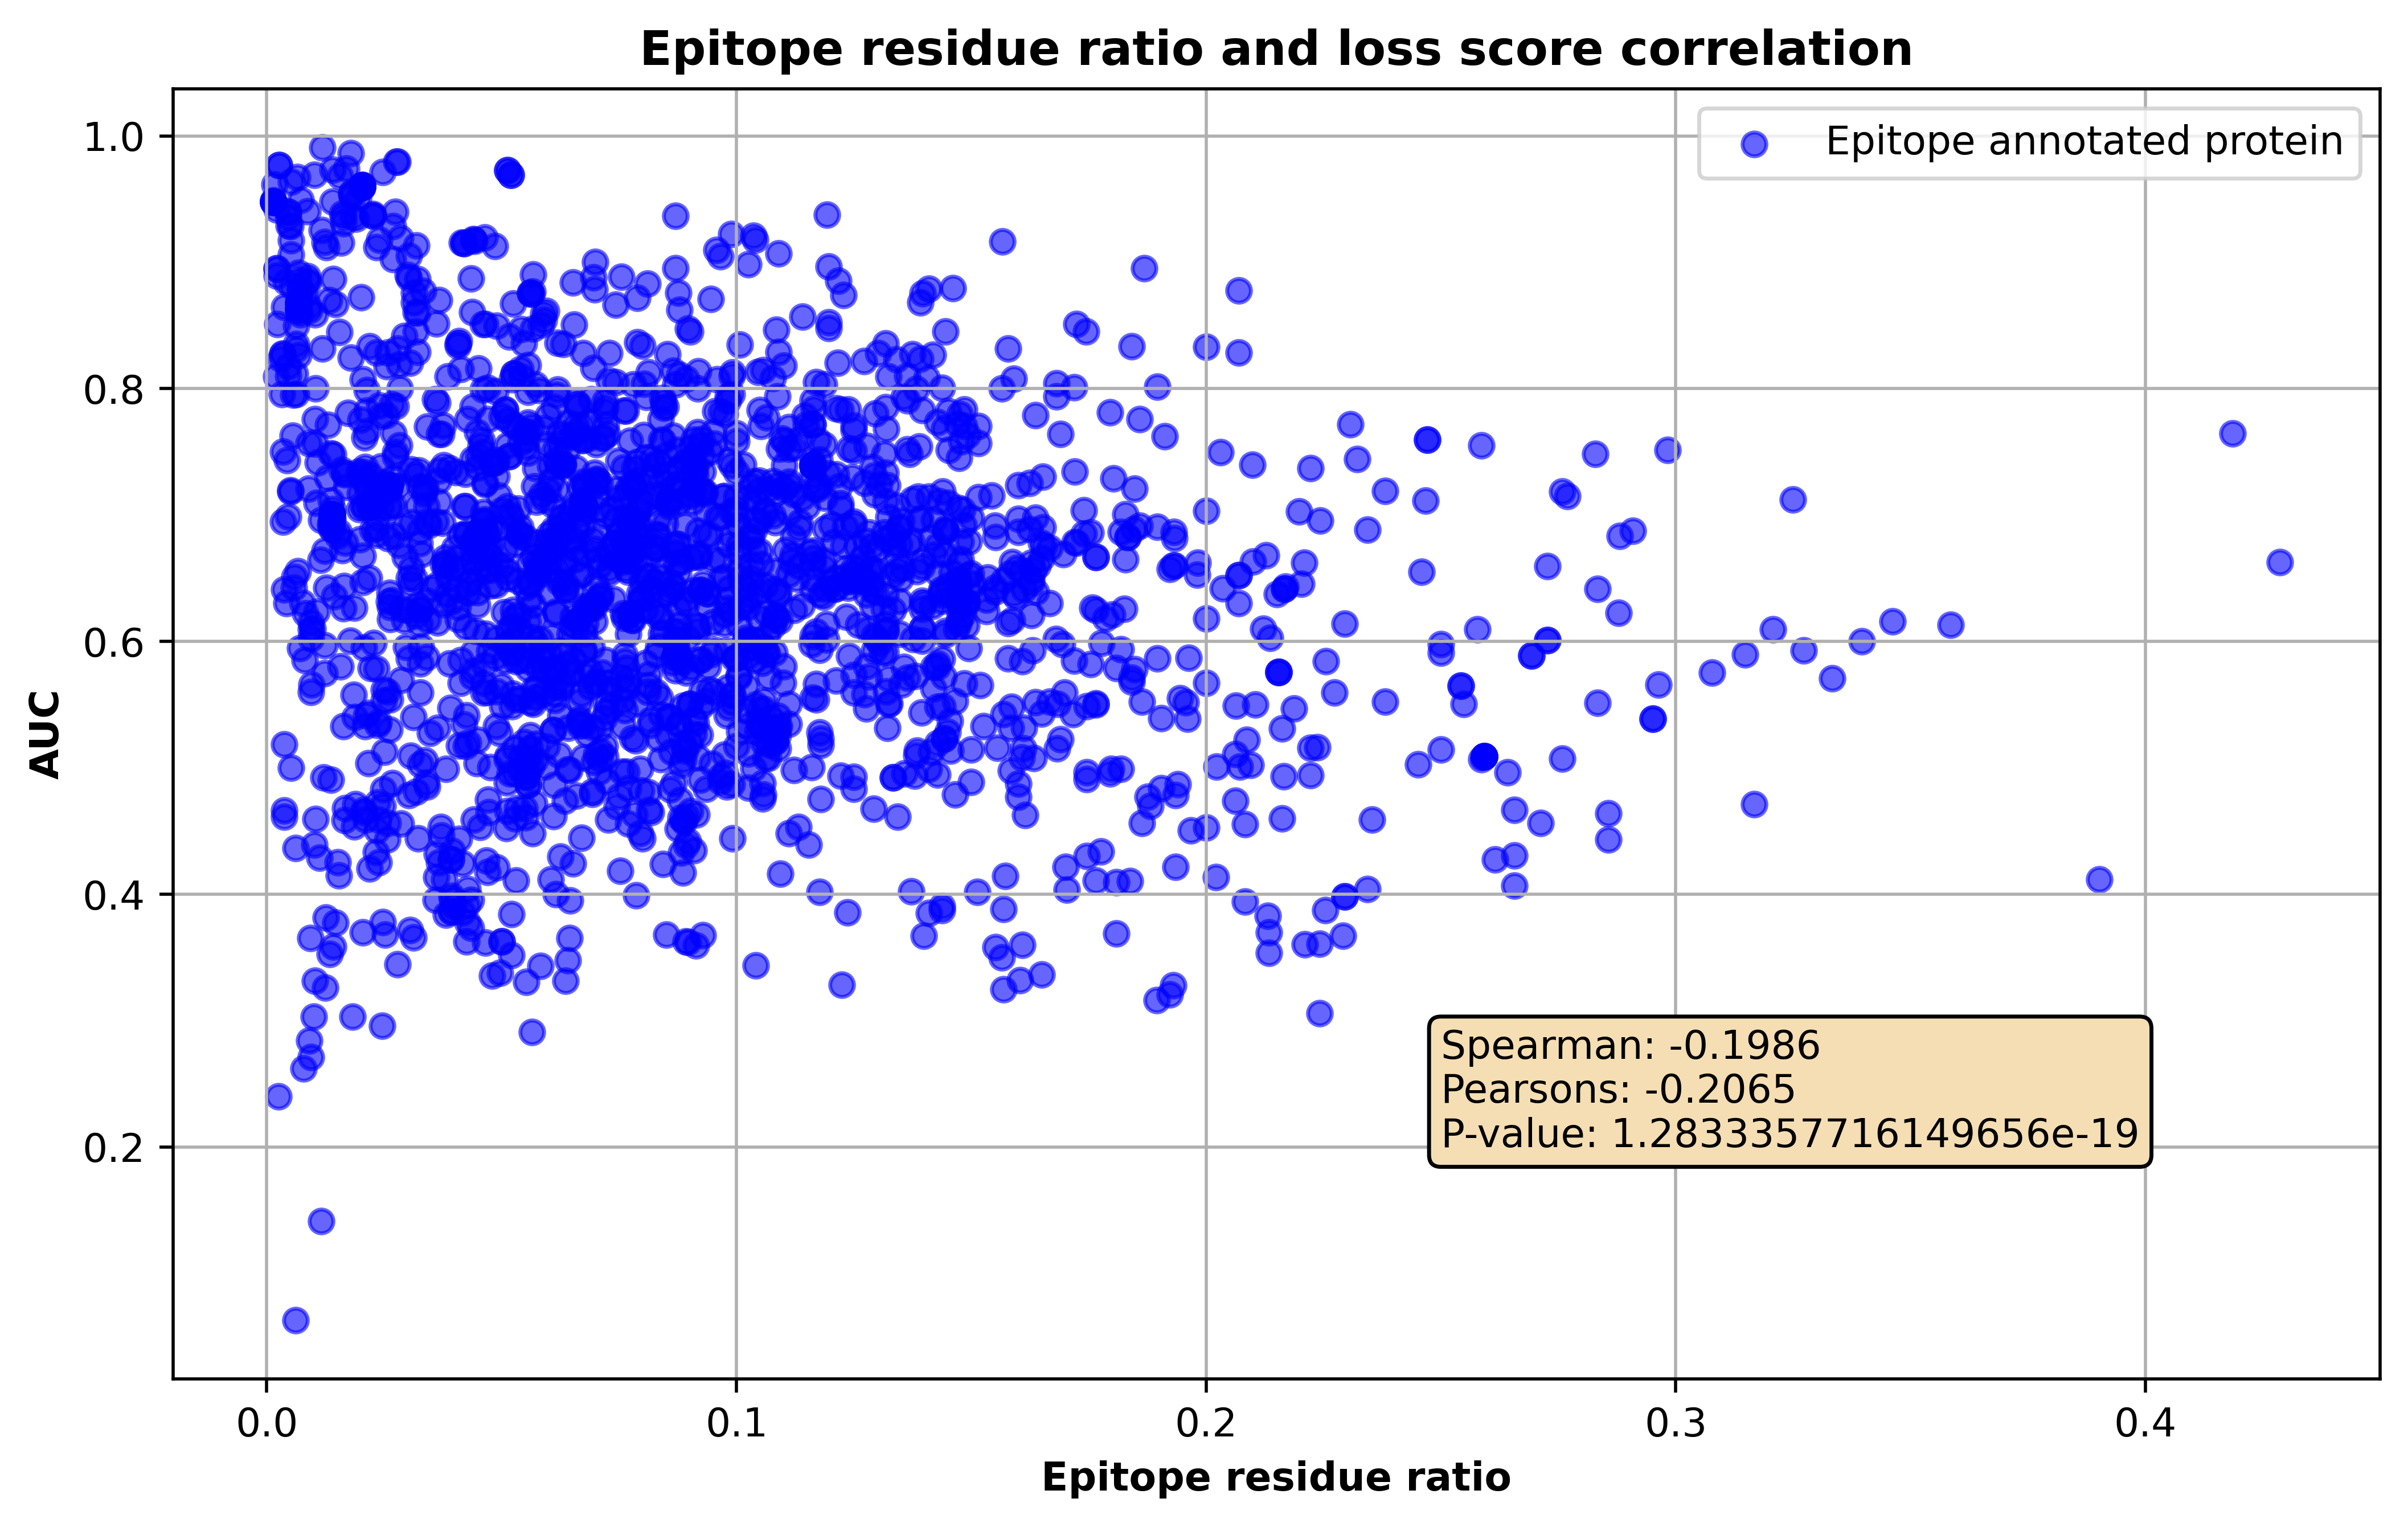 Epitope residue ratio and loss score correlation
Epitope annotated protein
1.0
0.8
0.6
0.4
0.2
AUC
Spearman: -0.1986
Pearsons: -0.2065
P-value: 1.2833357716149656e-19
0.0 0.1 0.2 0.3 0.4
Epitope residue ratio